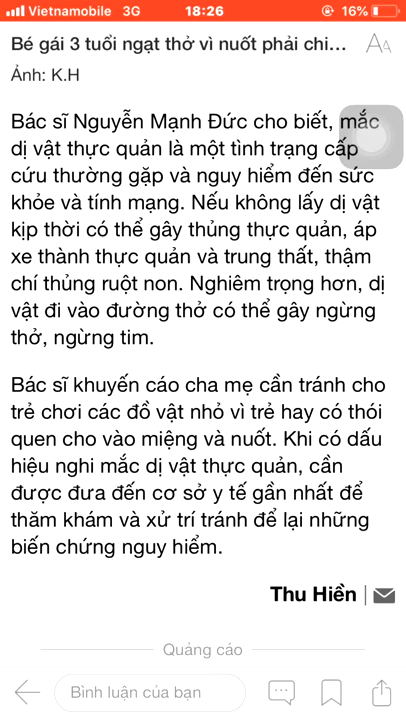 Vietnamobile 3G 18:26 16%
Bé gái 3 tuổi ngạt thở vì nuốt phải chi...
AA
Ảnh: K.H
Bác sĩ Nguyễn Mạnh Đức cho biết, mắc
dị vật thực quản là một tình trạng cấp
cứu thường gặp và nguy hiểm đến sức
khỏe và tính mạng. Nếu không lấy dị vật
kịp thời có thể gây thủng thực quản, áp
xe thành thực quản và trung thất, thậm
chí thủng ruột non. Nghiêm trọng hơn, dị
vật đi vào đường thở có thể gây ngừng
thở, ngừng tim.
Bác sĩ khuyến cáo cha mẹ cần tránh cho
trẻ chơi các đồ vật nhỏ vì trẻ hay có thói
quen cho vào miệng và nuốt. Khi có dấu
hiệu nghi mắc dị vật thực quản, cần
được đưa đến cơ sở y tế gần nhất để
thăm khám và xử trí tránh để lại những
biến chứng nguy hiểm.
Thu Hiền |
Quảng cáo
Bình luận của bạn